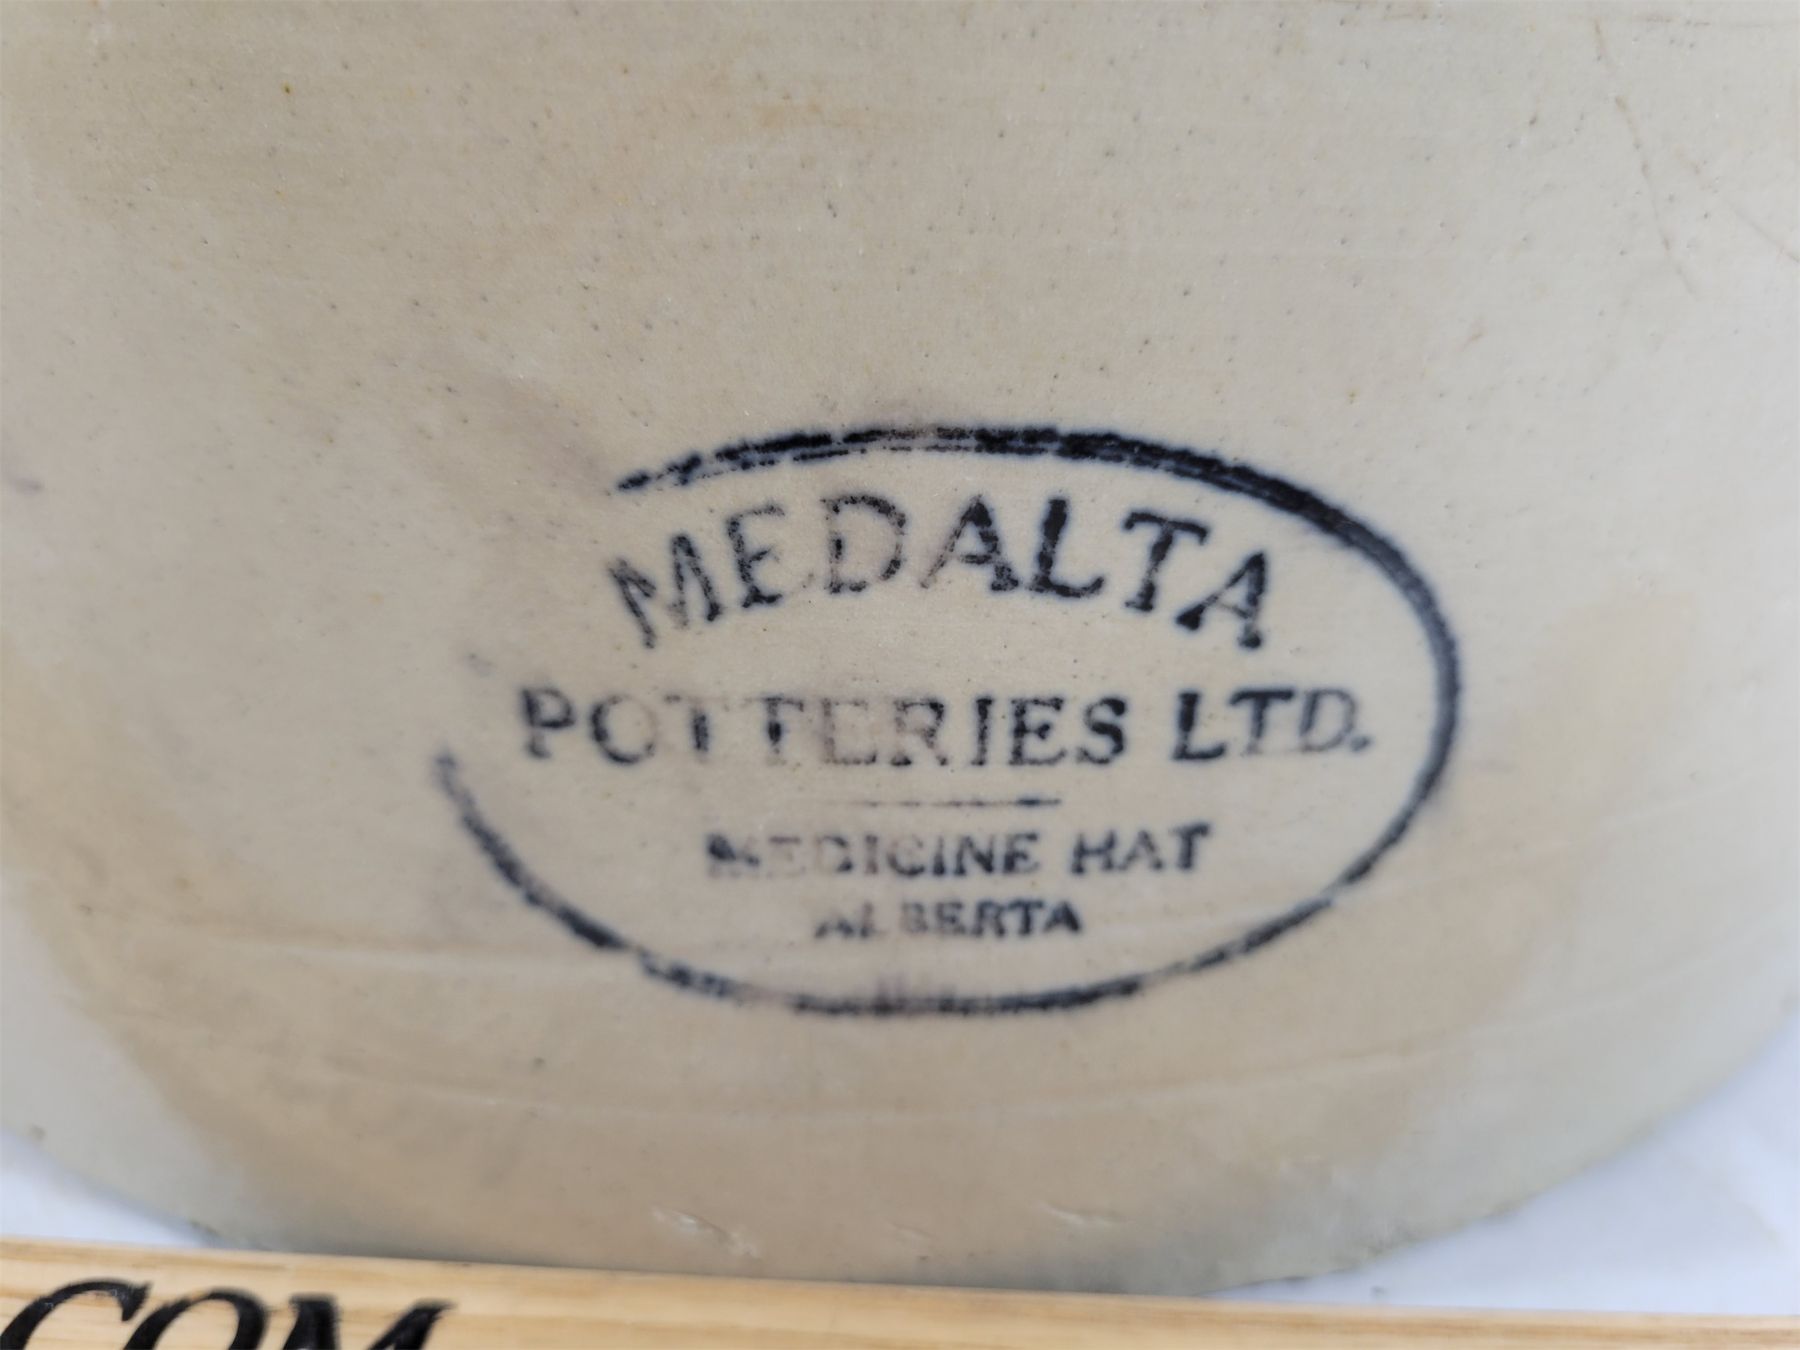 MEDALTA
POTTERIES LTD.
MEDICINE HAT
ALBERTA
COM